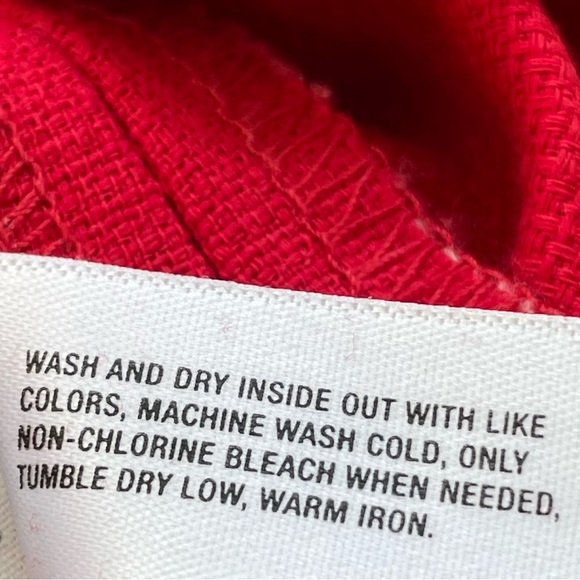 WASH AND DRY INSIDE OUT WITH LIKE
COLORS, MACHINE WASH COLD, ONLY
NON-CHLORINE BLEACH WHEN NEEDED,
TUMBLE DRY LOW, WARM IRON.